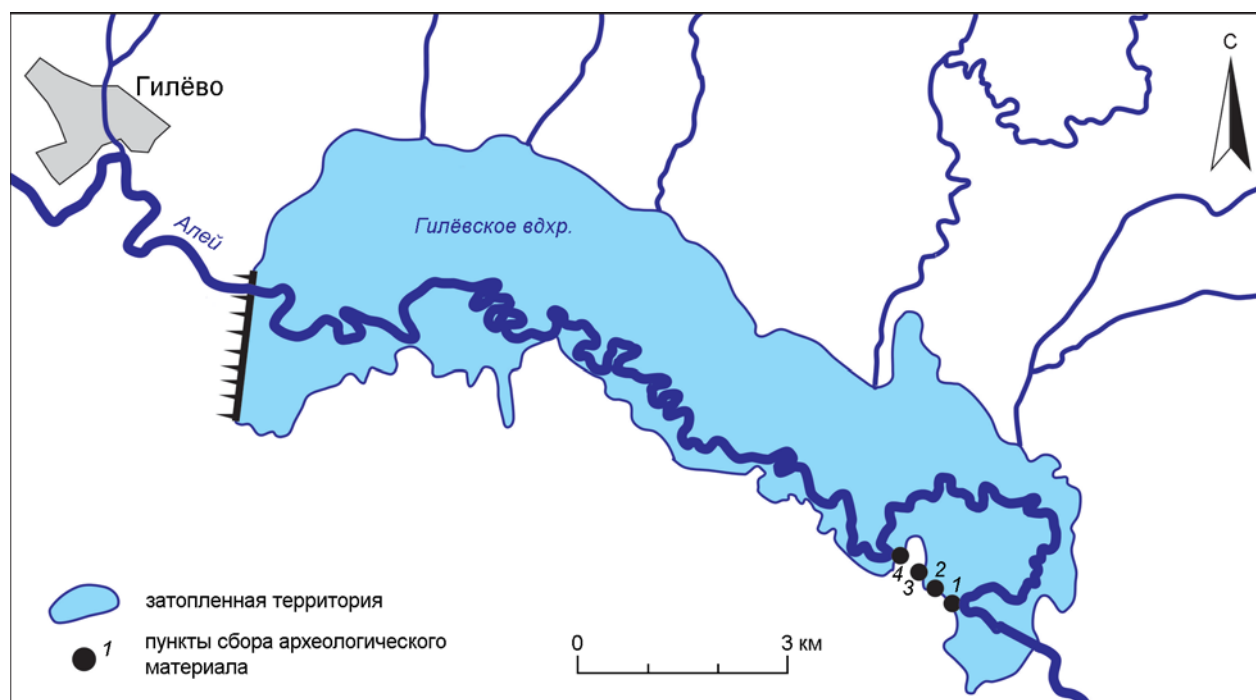 С
Гилёво
Алей
Гилёвское вдхр.
4
3
2
1
затопленная территория
1
пункты сбора археологического
материала
0
3 км